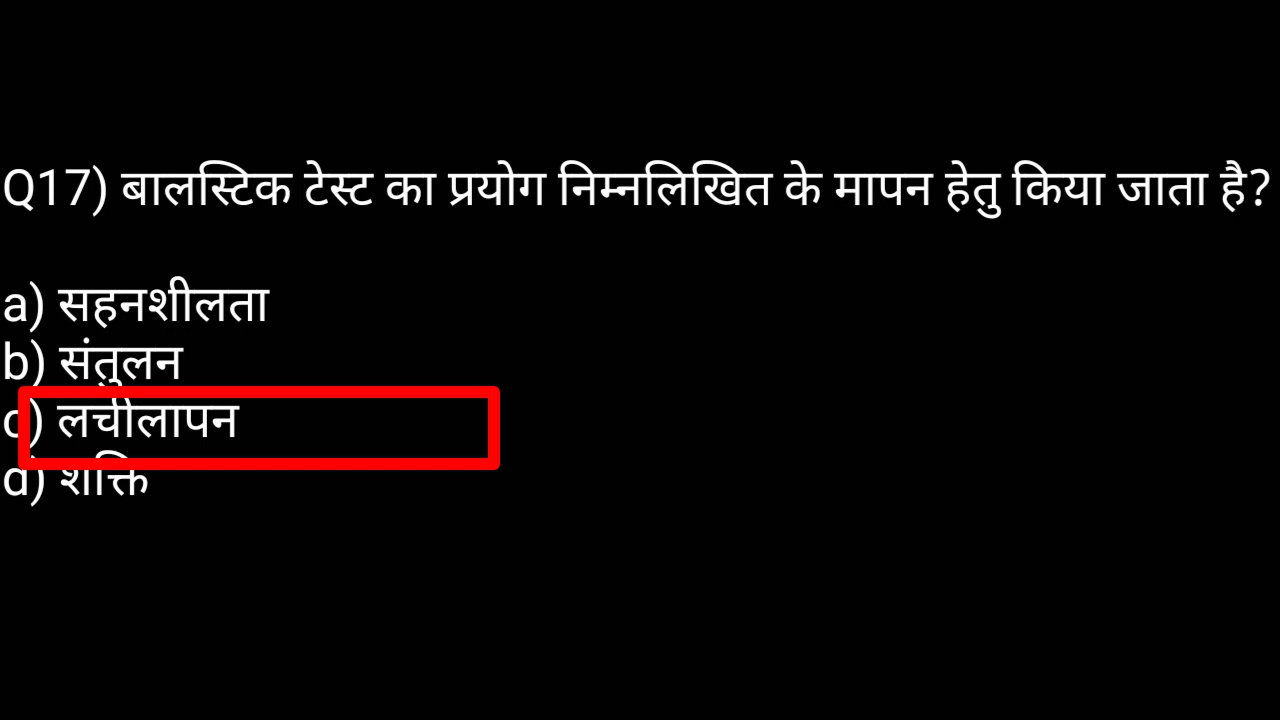 Q17) बालस्टिक टेस्ट का प्रयोग निम्नलिखित के मापन हेतु किया जाता है?
a) सहनशीलता
b) संतुलन
c) लचीलापन
d) शक्ति